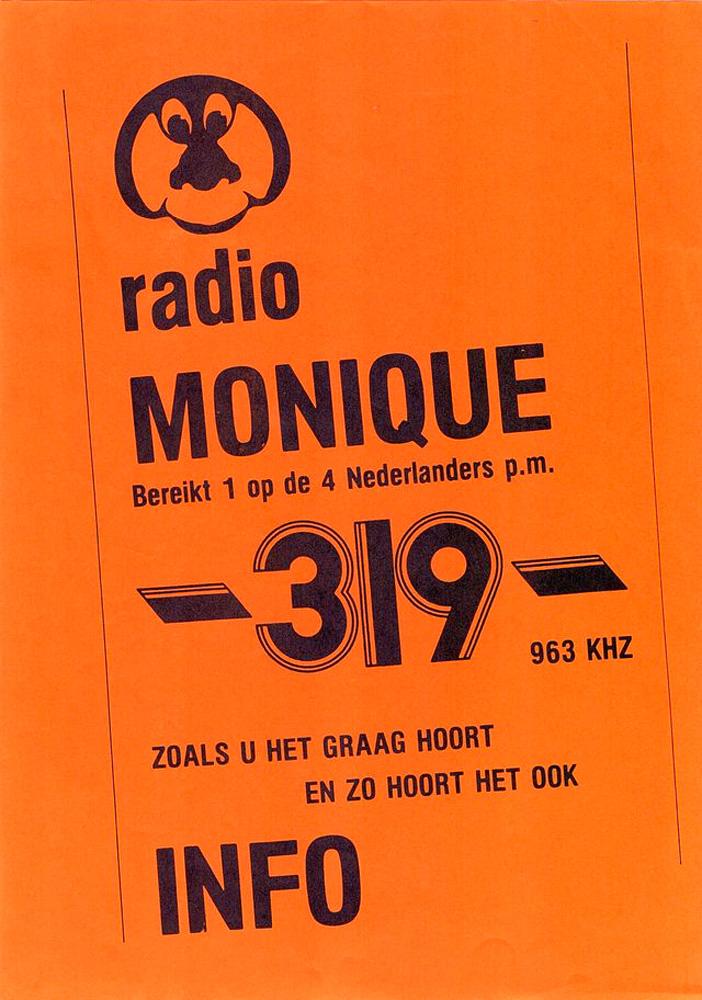 radio
MONIQUE
Bereikt 1 op de 4 Nederlanders p.m.
-319-
963 KHZ
ZOALS U HET GRAAG HOORT
EN ZO HOORT HET OOK
INFO